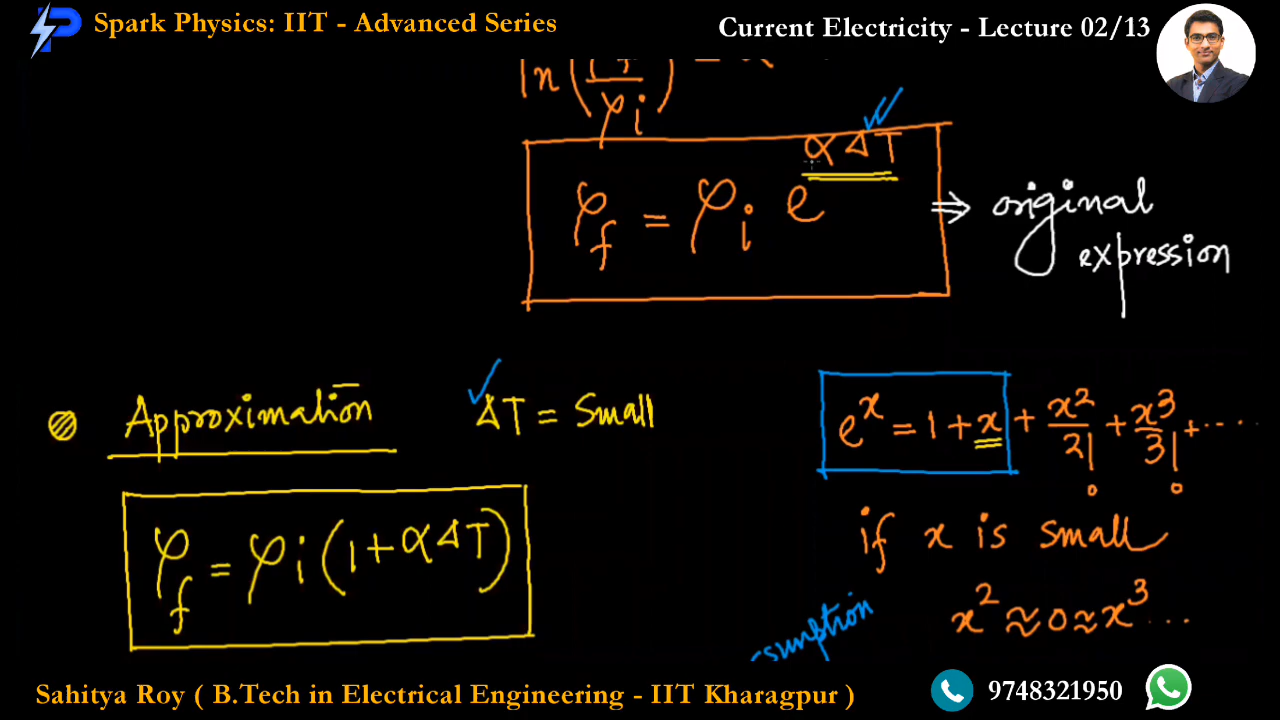 Spark Physics: IIT - Advanced Series
Current Electricity - Lecture 02/13
ρf = ρi e^αΔT
⇒ original
expression
Approximation
ΔT = Small
e^x = 1 + x + x²/2! + x³/3! + ....
ρf = ρi (1 + αΔT)
if x is small
x² ≈ 0 ≈ x³ ...
sumption
Sahitya Roy ( B.Tech in Electrical Engineering - IIT Kharagpur )
9748321950